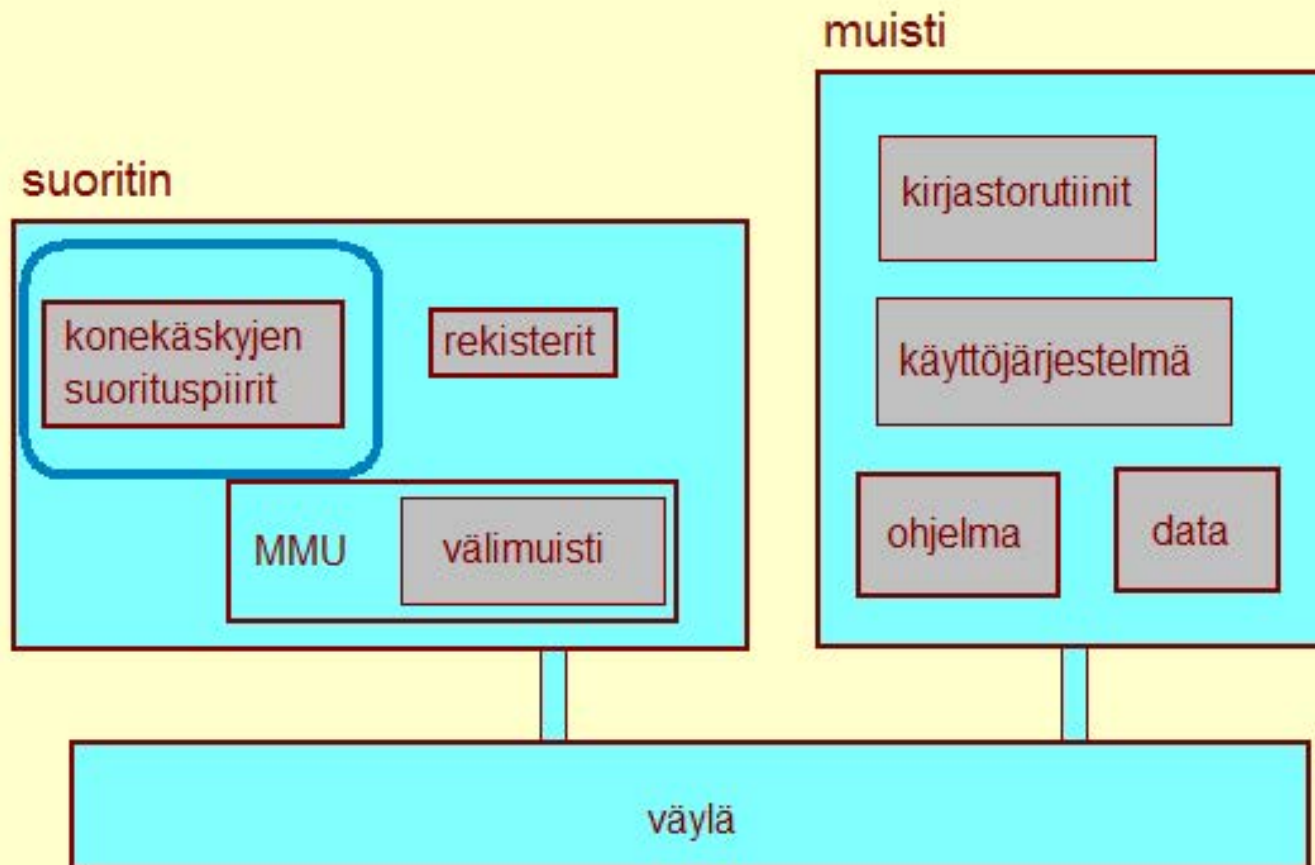 muisti
suoritin
kirjastorutiinit
konekäskyjen
suorituspiirit
rekisterit
käyttöjärjestelmä
MMU
välimuisti
ohjelma
data
väylä